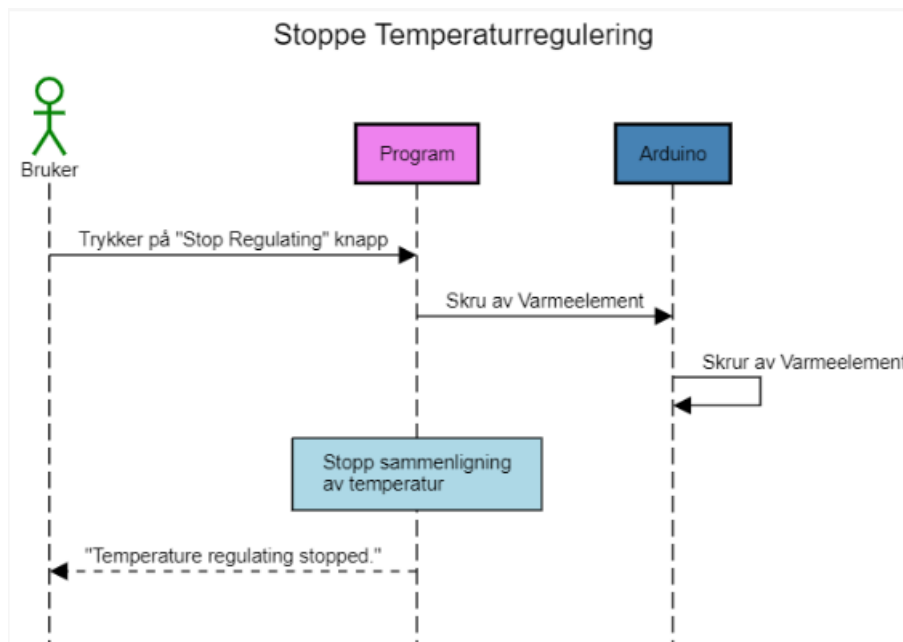 Stoppe Temperaturregulering
Bruker
Program
Arduino
Trykker på "Stop Regulating" knapp
Skru av Varmeelement
Skrur av Varmeelement
Stopp sammenligning
av temperatur
"Temperature regulating stopped."